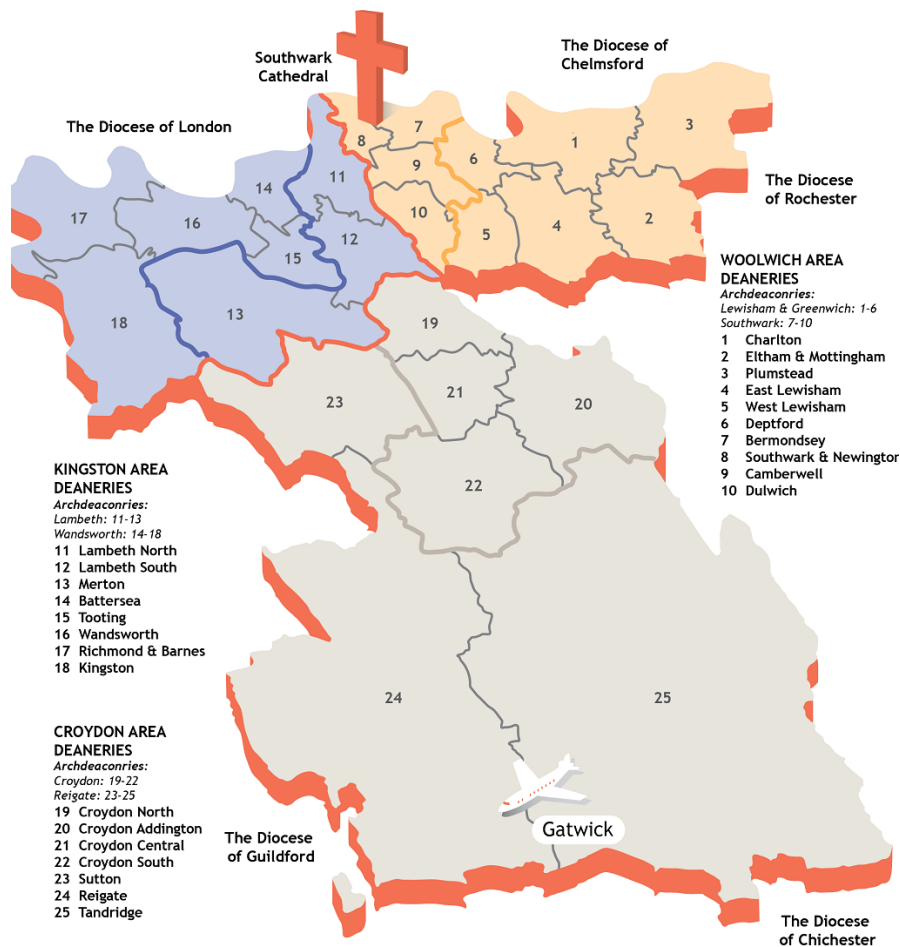 Southwark
Cathedral
The Diocese of
Chelmsford
The Diocese of London
The Diocese
of Rochester
7
8
1
3
6
9
11
14
17
16
10
2
5
4
12
15
13
18
19
21
20
23
22
24
25
WOOLWICH AREA
DEANERIES
Archdeaconries:
Lewisham & Greenwich: 1-6
Southwark: 7-10
1 Charlton
2 Eltham & Mottingham
3 Plumstead
4 East Lewisham
5 West Lewisham
6 Deptford
7 Bermondsey
8 Southwark & Newington
9 Camberwell
10 Dulwich
KINGSTON AREA
DEANERIES
Archdeaconries:
Lambeth: 11-13
Wandsworth: 14-18
11 Lambeth North
12 Lambeth South
13 Merton
14 Battersea
15 Tooting
16 Wandsworth
17 Richmond & Barnes
18 Kingston
CROYDON AREA
DEANERIES
Archdeaconries:
Croydon: 19-22
Reigate: 23-25
19 Croydon North
20 Croydon Addington
21 Croydon Central
22 Croydon South
23 Sutton
24 Reigate
25 Tandridge
Gatwick
The Diocese
of Guildford
The Diocese
of Chichester